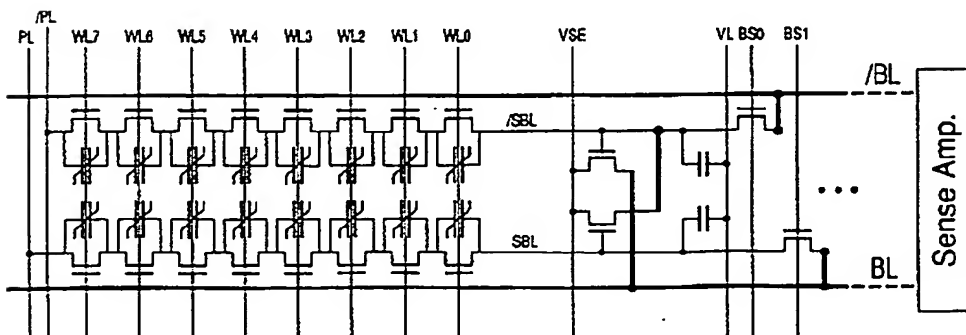 /PL
PL WL7 WL6 WL5 WL4 WL3 WL2 WL1 WL0 VSE VL BS0 BS1
/BL
/SBL
SBL
BL
Sense Amp.